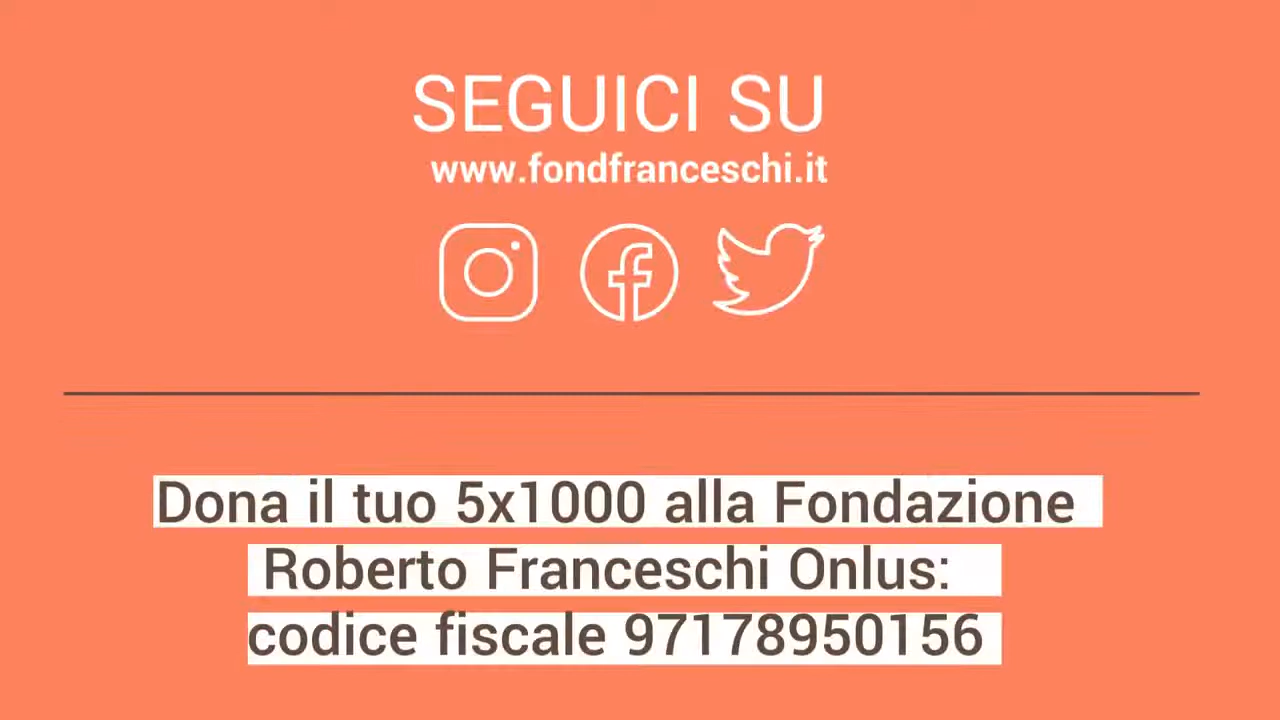 SEGUICI SU
www.fondfranceschi.it
Dona il tuo 5x1000 alla Fondazione
Roberto Franceschi Onlus:
codice fiscale 97178950156